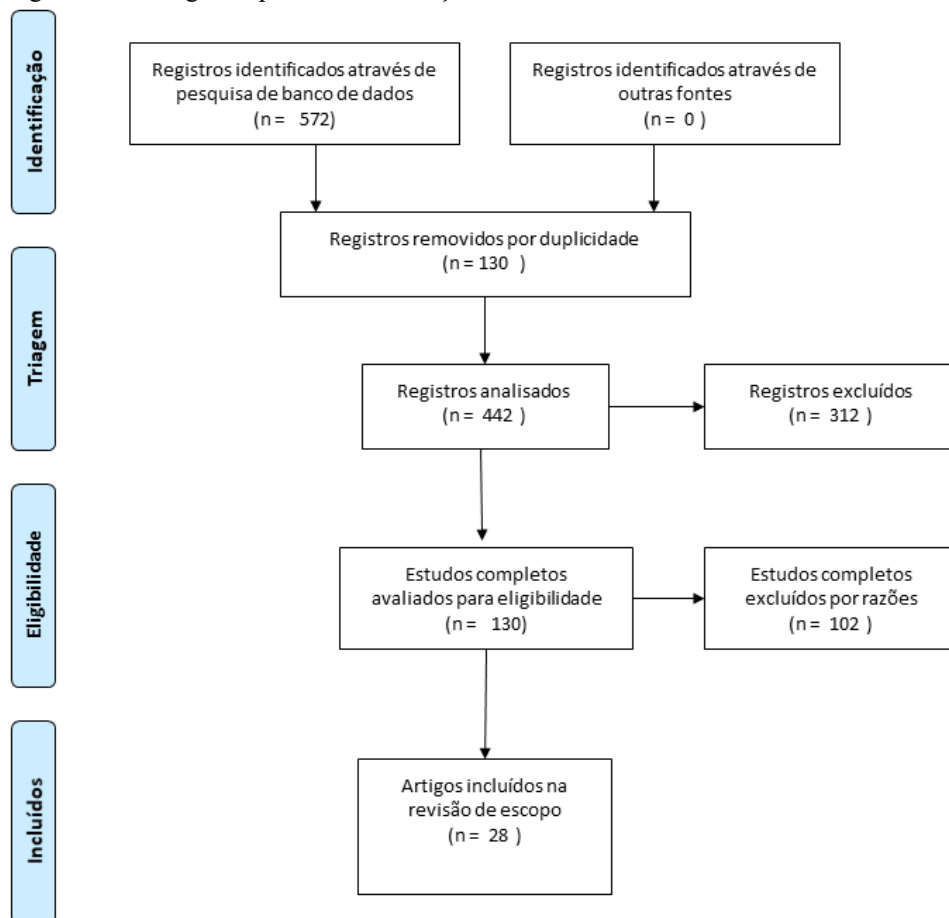 Identificação
Registros identificados através de
pesquisa de banco de dados
(n = 572)
Registros identificados através de
outras fontes
(n = 0 )
Registros removidos por duplicidade
(n = 130 )
Triagem
Registros analisados
(n = 442 )
Registros excluídos
(n = 312 )
Eligibilidade
Estudos completos
avaliados para eligibilidade
(n = 130)
Estudos completos
excluídos por razões
(n = 102 )
Incluídos
Artigos incluídos na
revisão de escopo
(n = 28 )